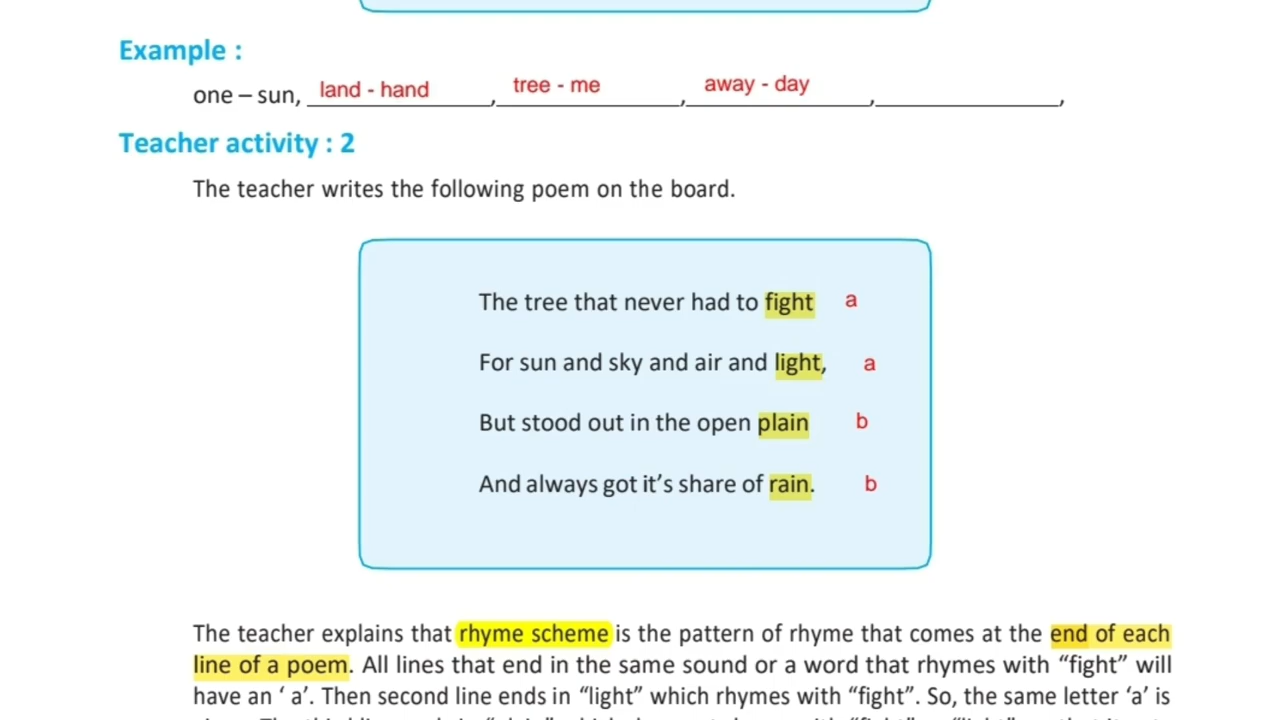 Example :
one – sun, land - hand, tree - me, away - day, ,
Teacher activity : 2
The teacher writes the following poem on the board.
The tree that never had to fight a
For sun and sky and air and light, a
But stood out in the open plain b
And always got it’s share of rain. b
The teacher explains that rhyme scheme is the pattern of rhyme that comes at the end of each
line of a poem. All lines that end in the same sound or a word that rhymes with “fight” will
have an ‘ a’. Then second line ends in “light” which rhymes with “fight”. So, the same letter ‘a’ is